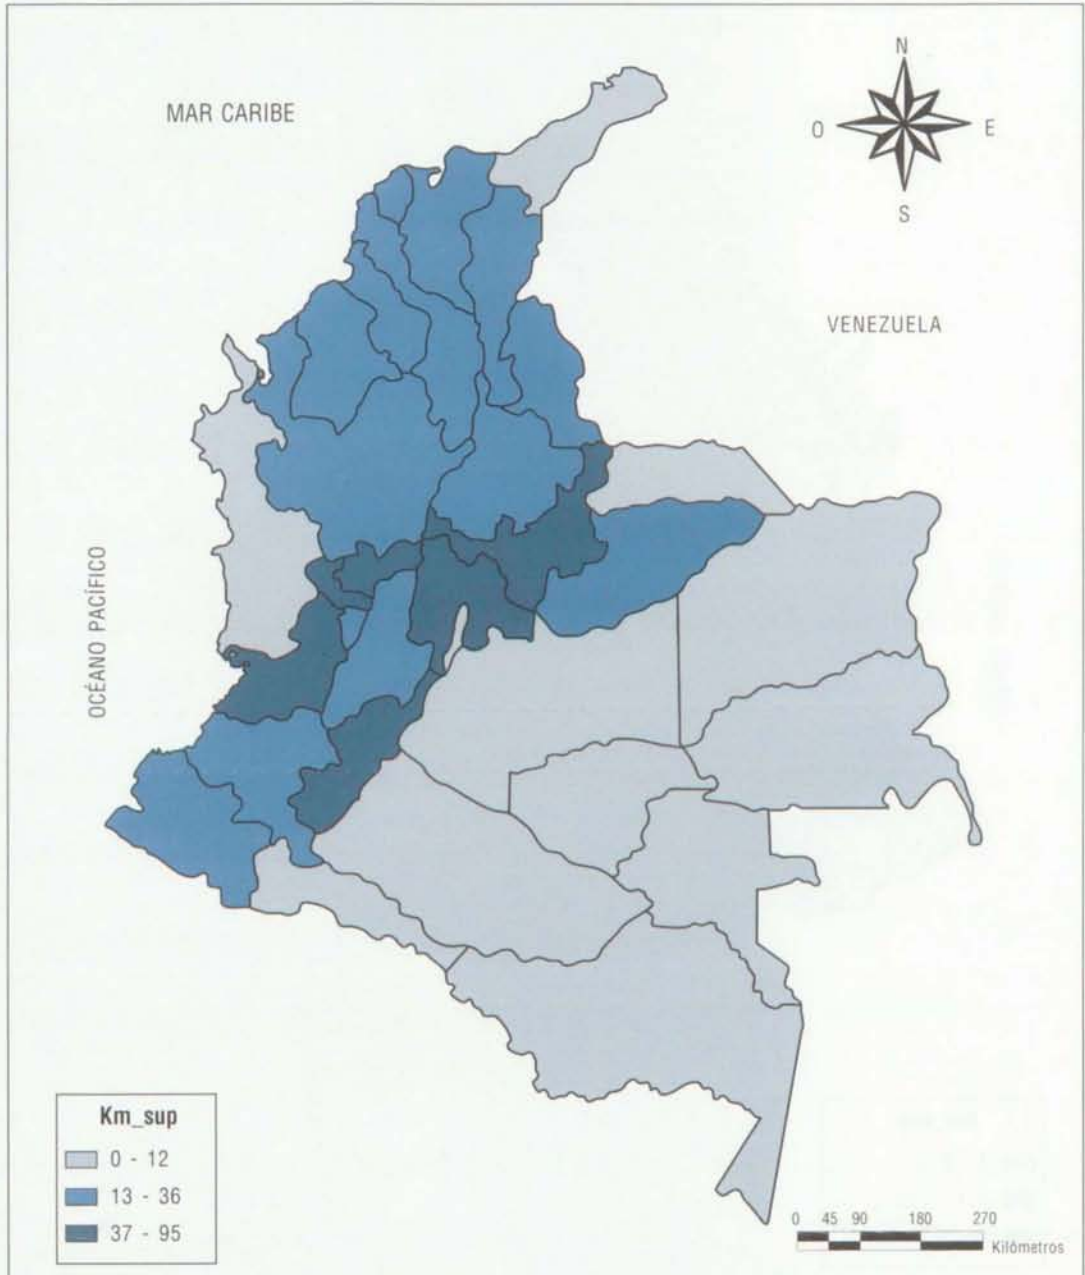 MAR CARIBE
N
O
E
S
VENEZUELA
OCÉANO PACÍFICO
Km_sup
0 - 12
13 - 36
37 - 95
0 45 90 180 270
Kilómetros